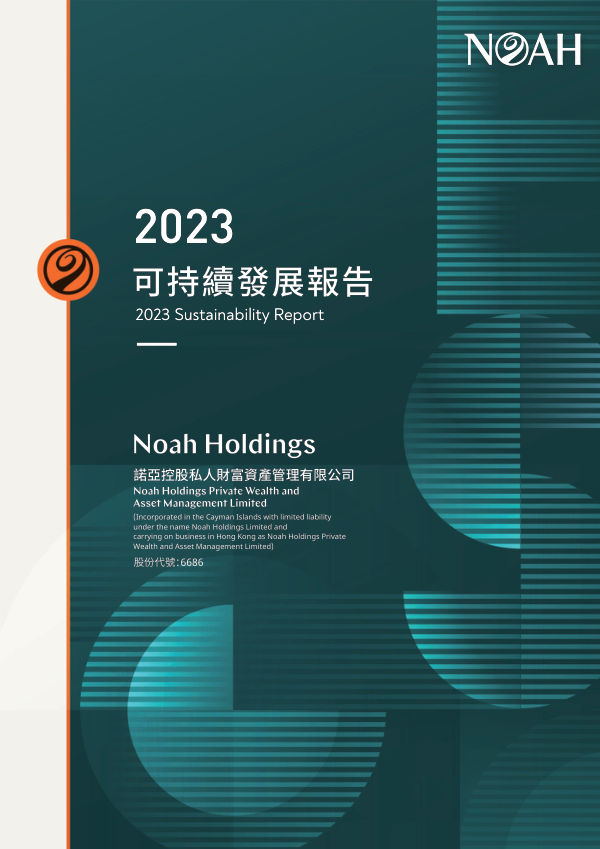 NOAH
2023
可持續發展報告
2023 Sustainability Report
Noah Holdings
諾亞控股私人財富資產管理有限公司
Noah Holdings Private Wealth and
Asset Management Limited
(Incorporated in the Cayman Islands with limited liability
under the name Noah Holdings Limited and
carrying on business in Hong Kong as Noah Holdings Private
Wealth and Asset Management Limited)
股份代號:6686